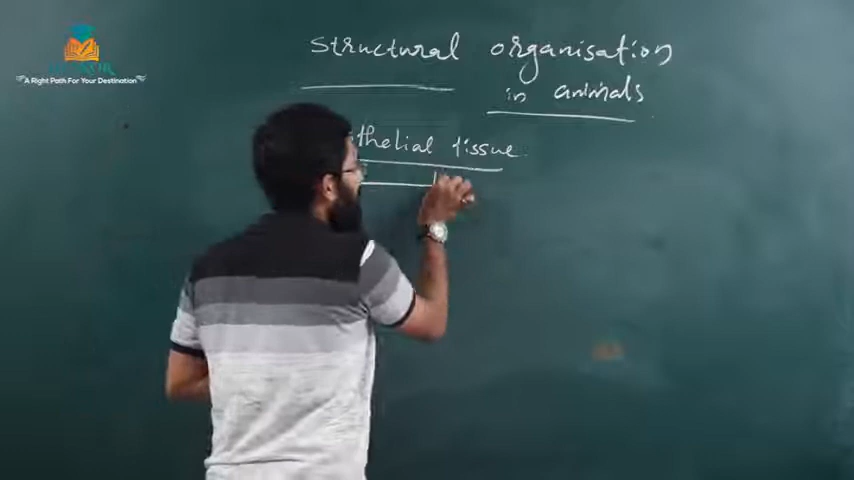 A Right Path For Your Destination
Structural organisation
in animals
thelial tissue